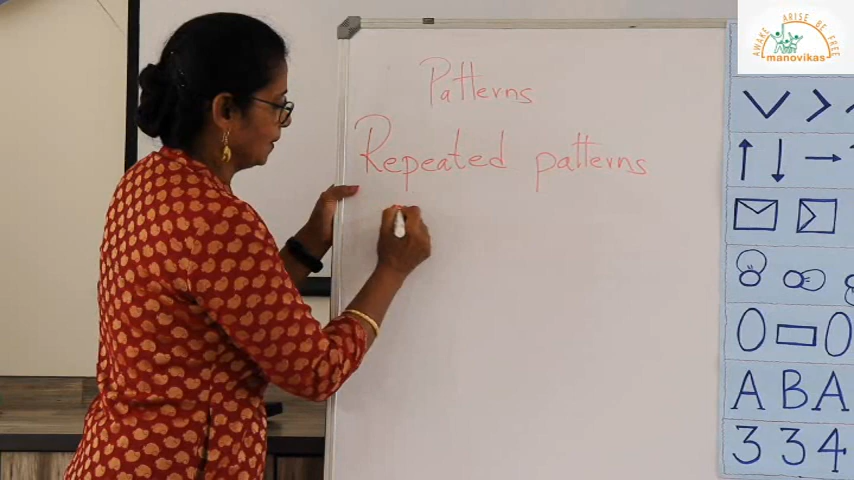 Patterns
Repeated patterns
AWAKE ARISE BE FREE
manovikas
A B A
3 3 4